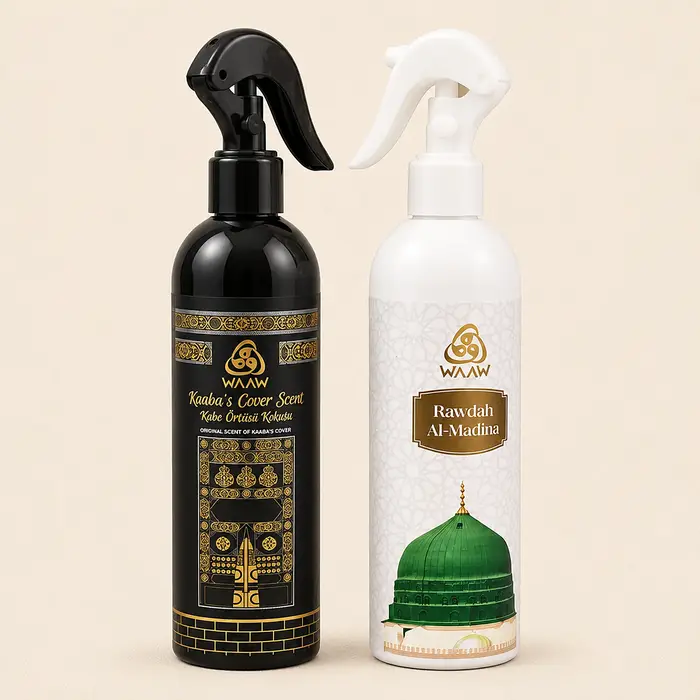 WAAW
Kaaba's Cover Scent
Kabe Örtüsü Kokusu
ORIGINAL SCENT OF KAABA'S COVER
WAAW
Rawdah
Al-Madina